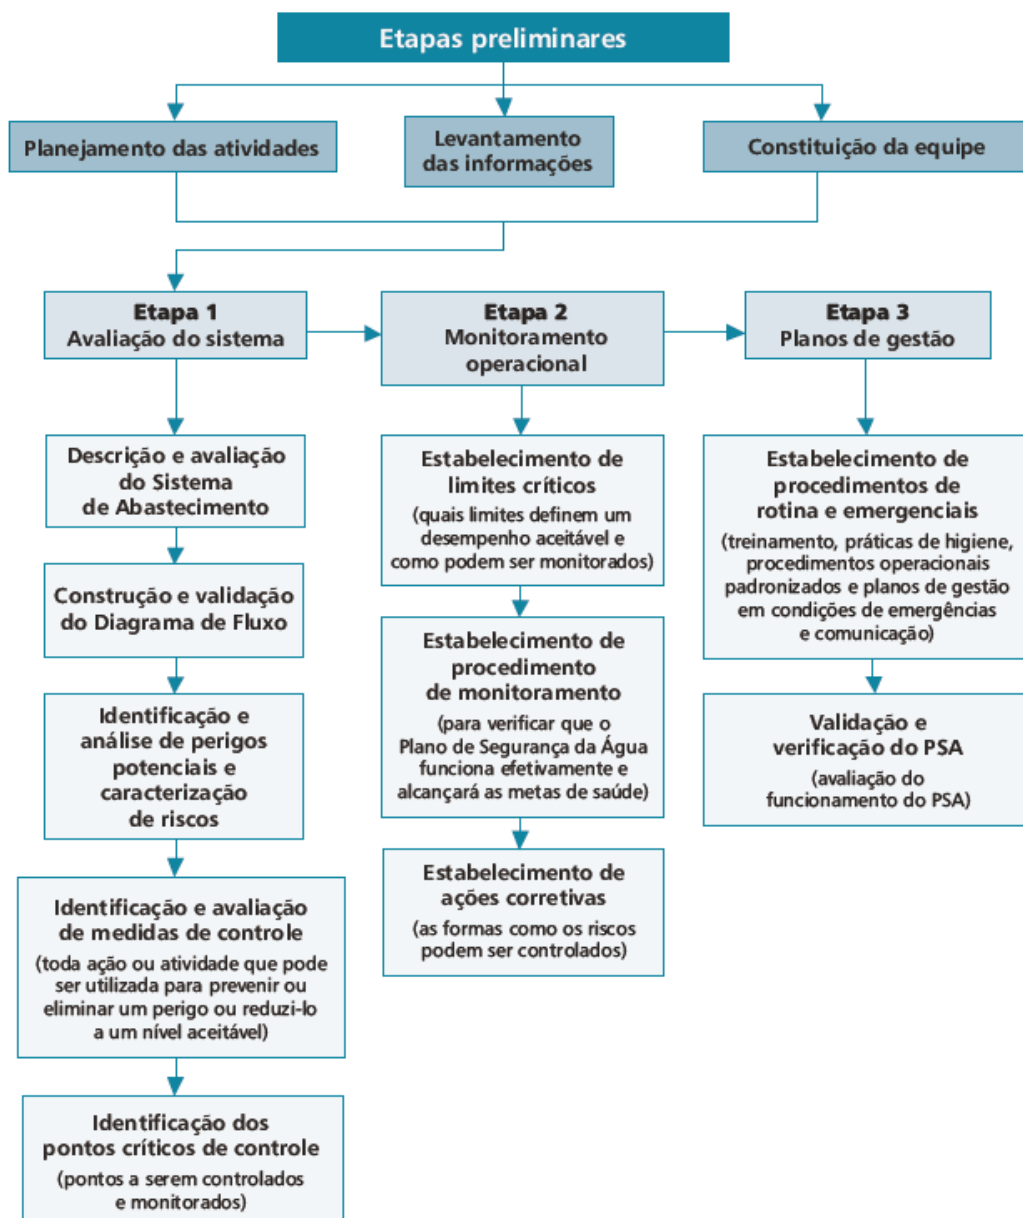 Etapas preliminares
Planejamento das atividades
Levantamento
das informações
Constituição da equipe
Etapa 1
Avaliação do sistema
Etapa 2
Monitoramento
operacional
Etapa 3
Planos de gestão
Descrição e avaliação
do Sistema
de Abastecimento
Construção e validação
do Diagrama de Fluxo
Identificação e
análise de perigos
potenciais e
caracterização
de riscos
Identificação e avaliação
de medidas de controle
(toda ação ou atividade que pode
ser utilizada para prevenir ou
eliminar um perigo ou reduzi-lo
a um nível aceitável)
Identificação dos
pontos críticos de controle
(pontos a serem controlados
e monitorados)
Estabelecimento de
limites críticos
(quais limites definem um
desempenho aceitável e
como podem ser monitorados)
Estabelecimento de
procedimento
de monitoramento
(para verificar que o
Plano de Segurança da Água
funciona efetivamente e
alcançará as metas de saúde)
Estabelecimento de
ações corretivas
(as formas como os riscos
podem ser controlados)
Estabelecimento de
procedimentos de
rotina e emergenciais
(treinamento, práticas de higiene,
procedimentos operacionais
padronizados e planos de gestão
em condições de emergências
e comunicação)
Validação e
verificação do PSA
(avaliação do
funcionamento do PSA)